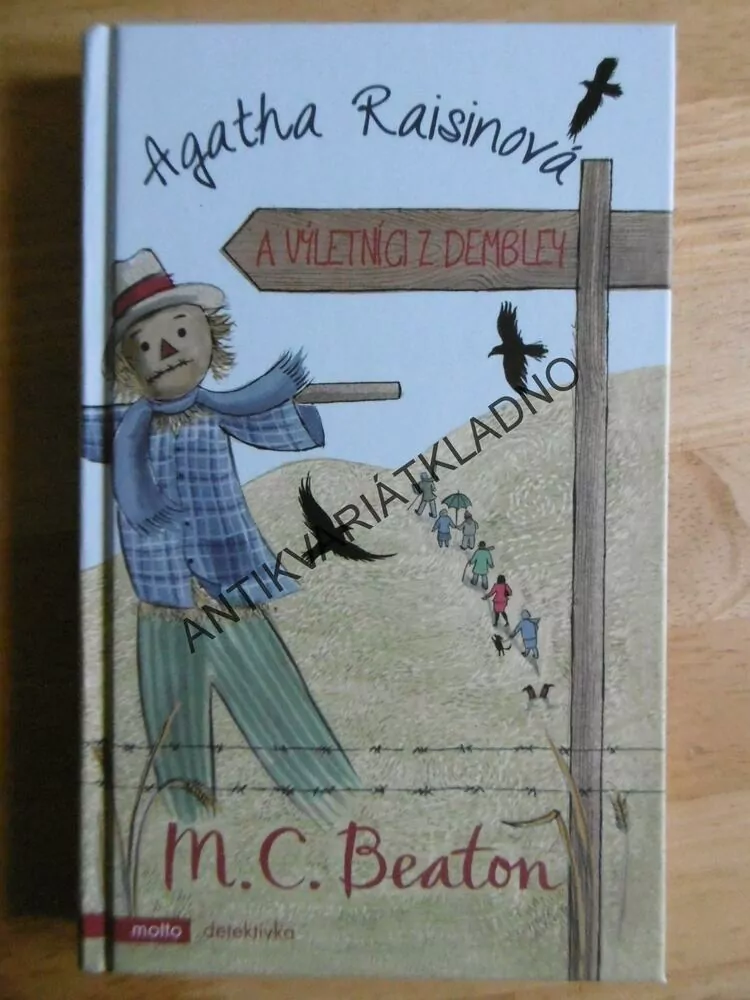 Agatha Raisinová
A VÝLETNÍCI Z DEMBLEY
ANTIKVARIÁTKLADNO
M.C. Beaton
motto detektivka